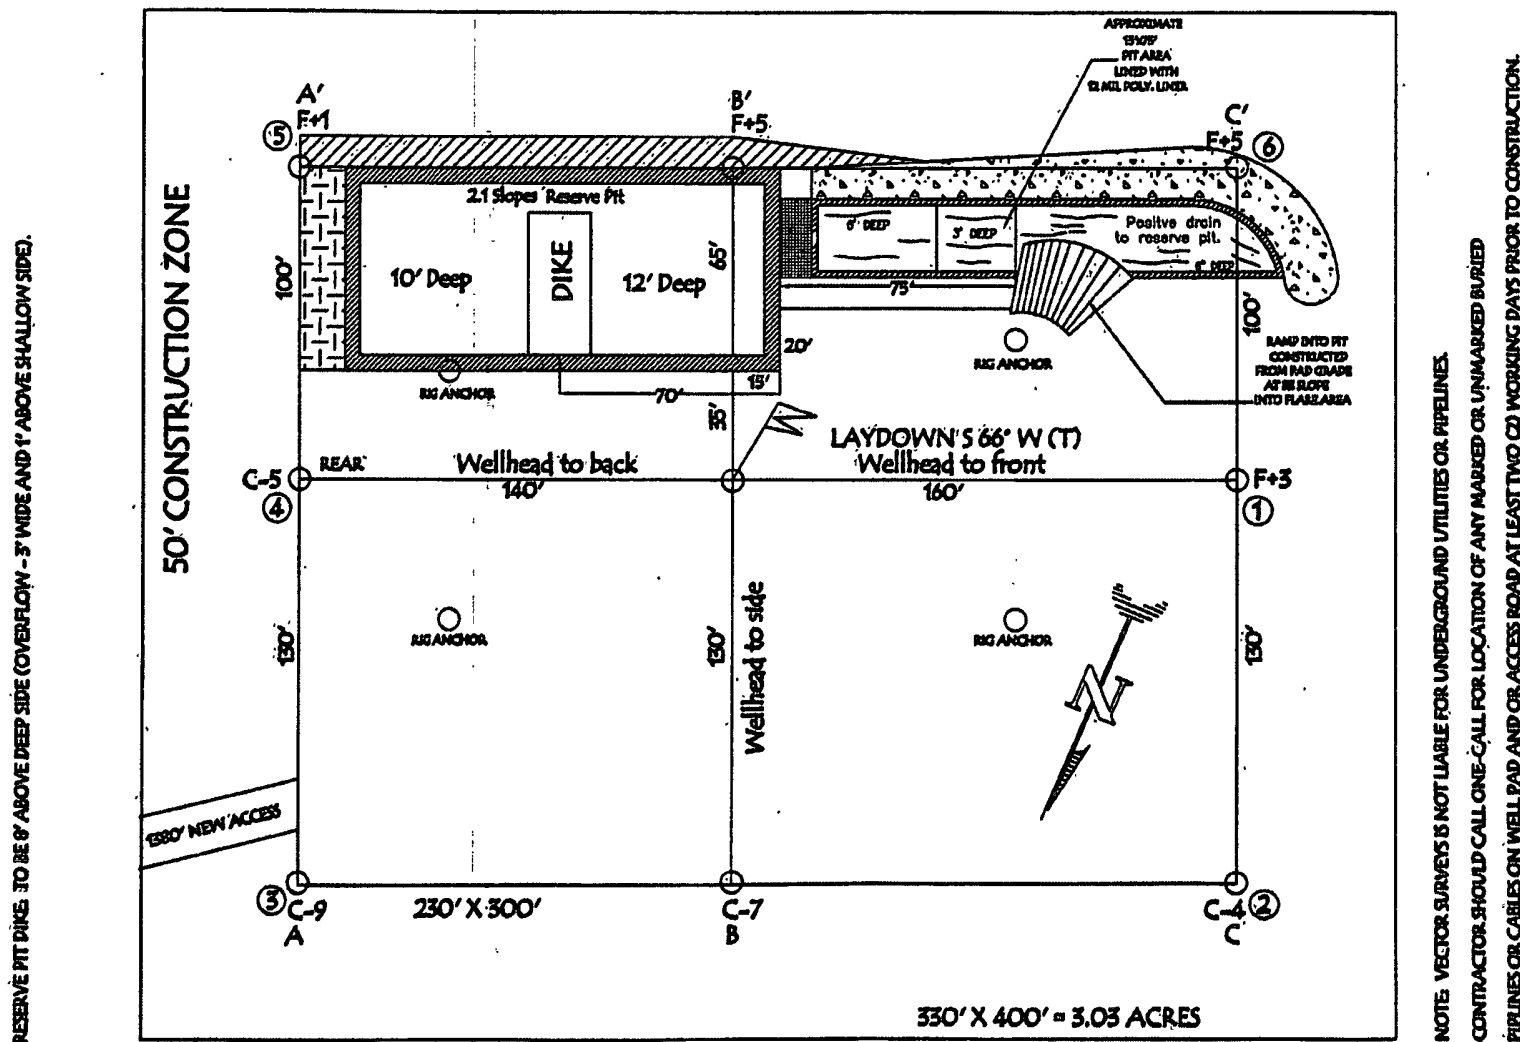 RESERVE PIT DIKE: TO BE 8' ABOVE DEEP SIDE (OVERFLOW - 3' WIDE AND 1' ABOVE SHALLOW SIDE).
50' CONSTRUCTION ZONE
APPROXIMATE
PIT AREA
LINED WITH
12 MIL POLY. LINER
A'
F+1
5
B'
F+5
C'
F+5
6
2:1 Slopes Reserve Pit
10' Deep
DIKE
12' Deep
65'
6' DEEP
3' DEEP
Positve drain
to reserve pit.
6' DEEP
100'
75'
100'
20'
15'
70'
35'
RIG ANCHOR
RIG ANCHOR
RAMP INTO PIT
CONSTRUCTED
FROM PAD GRADE
INTO FLARE AREA
LAYDOWN S 66° W (T)
C-5
4
REAR
Wellhead to back
140'
Wellhead to front
160'
F+3
1
RIG ANCHOR
RIG ANCHOR
130'
130'
Wellhead to side
130'
N
1380' NEW ACCESS
3
C-9
A
230' X 300'
C-7
B
C-4
2
C
330' X 400' = 3.03 ACRES
NOTE: VECTOR SURVEYS IS NOT LIABLE FOR UNDERGROUND UTILITIES OR PIPELINES.
CONTRACTOR SHOULD CALL ONE-CALL FOR LOCATION OF ANY MARKED OR UNMARKED BURIED
PIPLINES OR CABLES ON WELL PAD AND OR ACCESS ROAD AT LEAST TWO (2) WORKING DAYS PRIOR TO CONSTRUCTION.